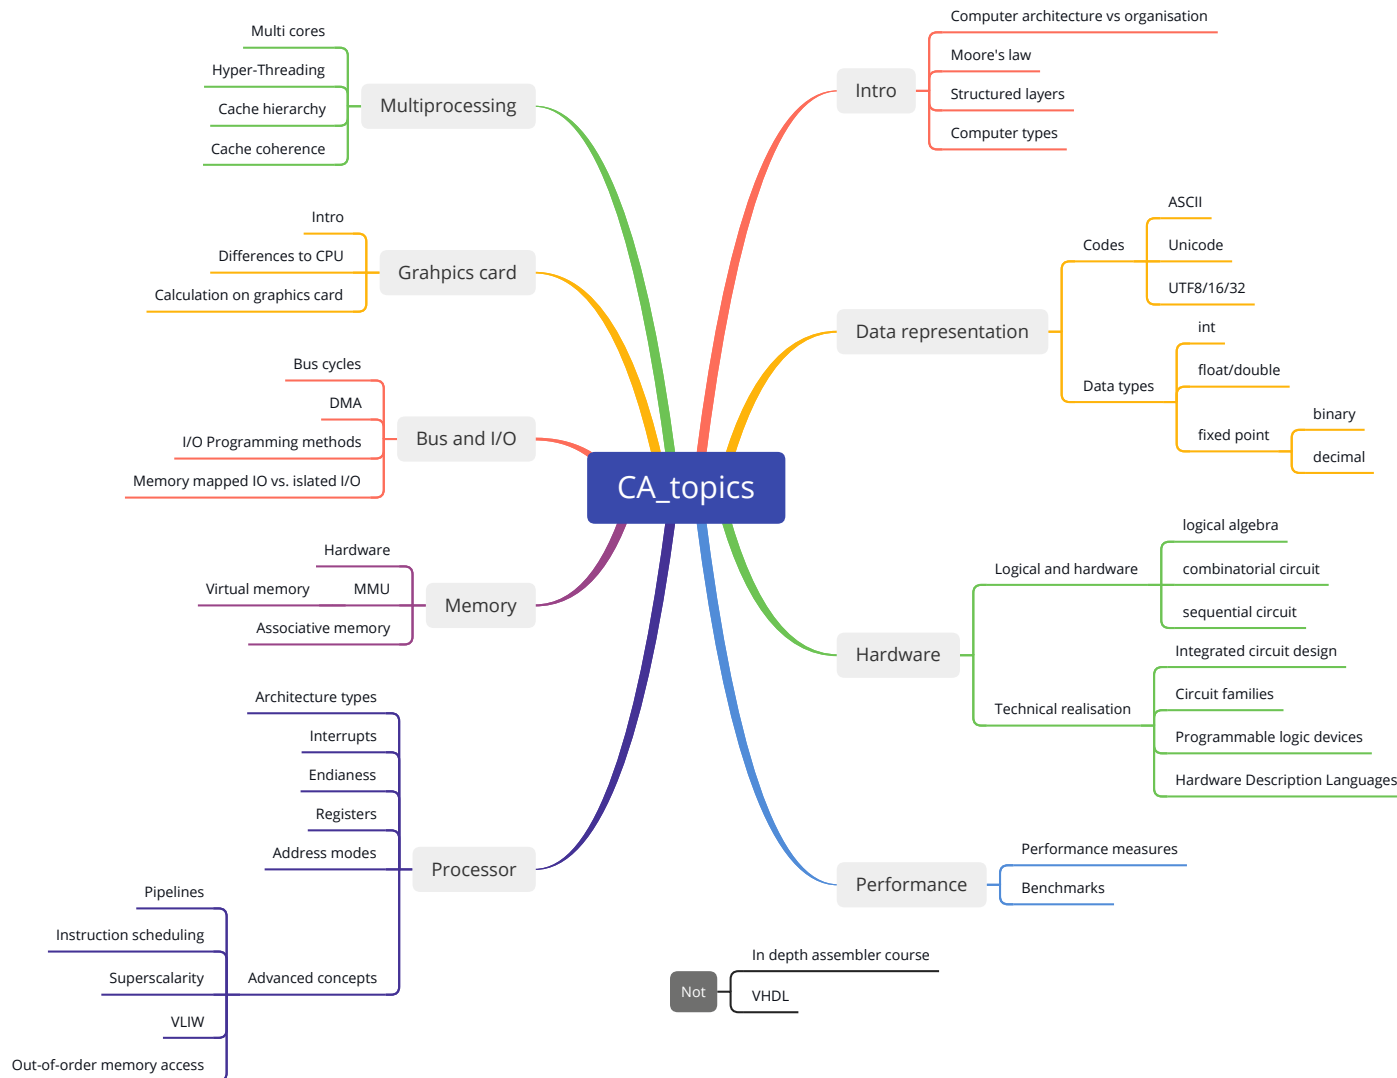 CA_topics
Intro
Computer architecture vs organisation
Moore's law
Structured layers
Computer types
Data representation
Codes
ASCII
Unicode
UTF8/16/32
Data types
int
float/double
fixed point
binary
decimal
Hardware
Logical and hardware
logical algebra
combinatorial circuit
sequential circuit
Technical realisation
Integrated circuit design
Circuit families
Programmable logic devices
Hardware Description Languages
Performance
Performance measures
Benchmarks
Multiprocessing
Multi cores
Hyper-Threading
Cache hierarchy
Cache coherence
Grahpics card
Intro
Differences to CPU
Calculation on graphics card
Bus and I/O
Bus cycles
DMA
I/O Programming methods
Memory mapped IO vs. islated I/O
Memory
Hardware
MMU
Virtual memory
Associative memory
Processor
Architecture types
Interrupts
Endianess
Registers
Address modes
Advanced concepts
Pipelines
Instruction scheduling
Superscalarity
VLIW
Out-of-order memory access
Not
In depth assembler course
VHDL